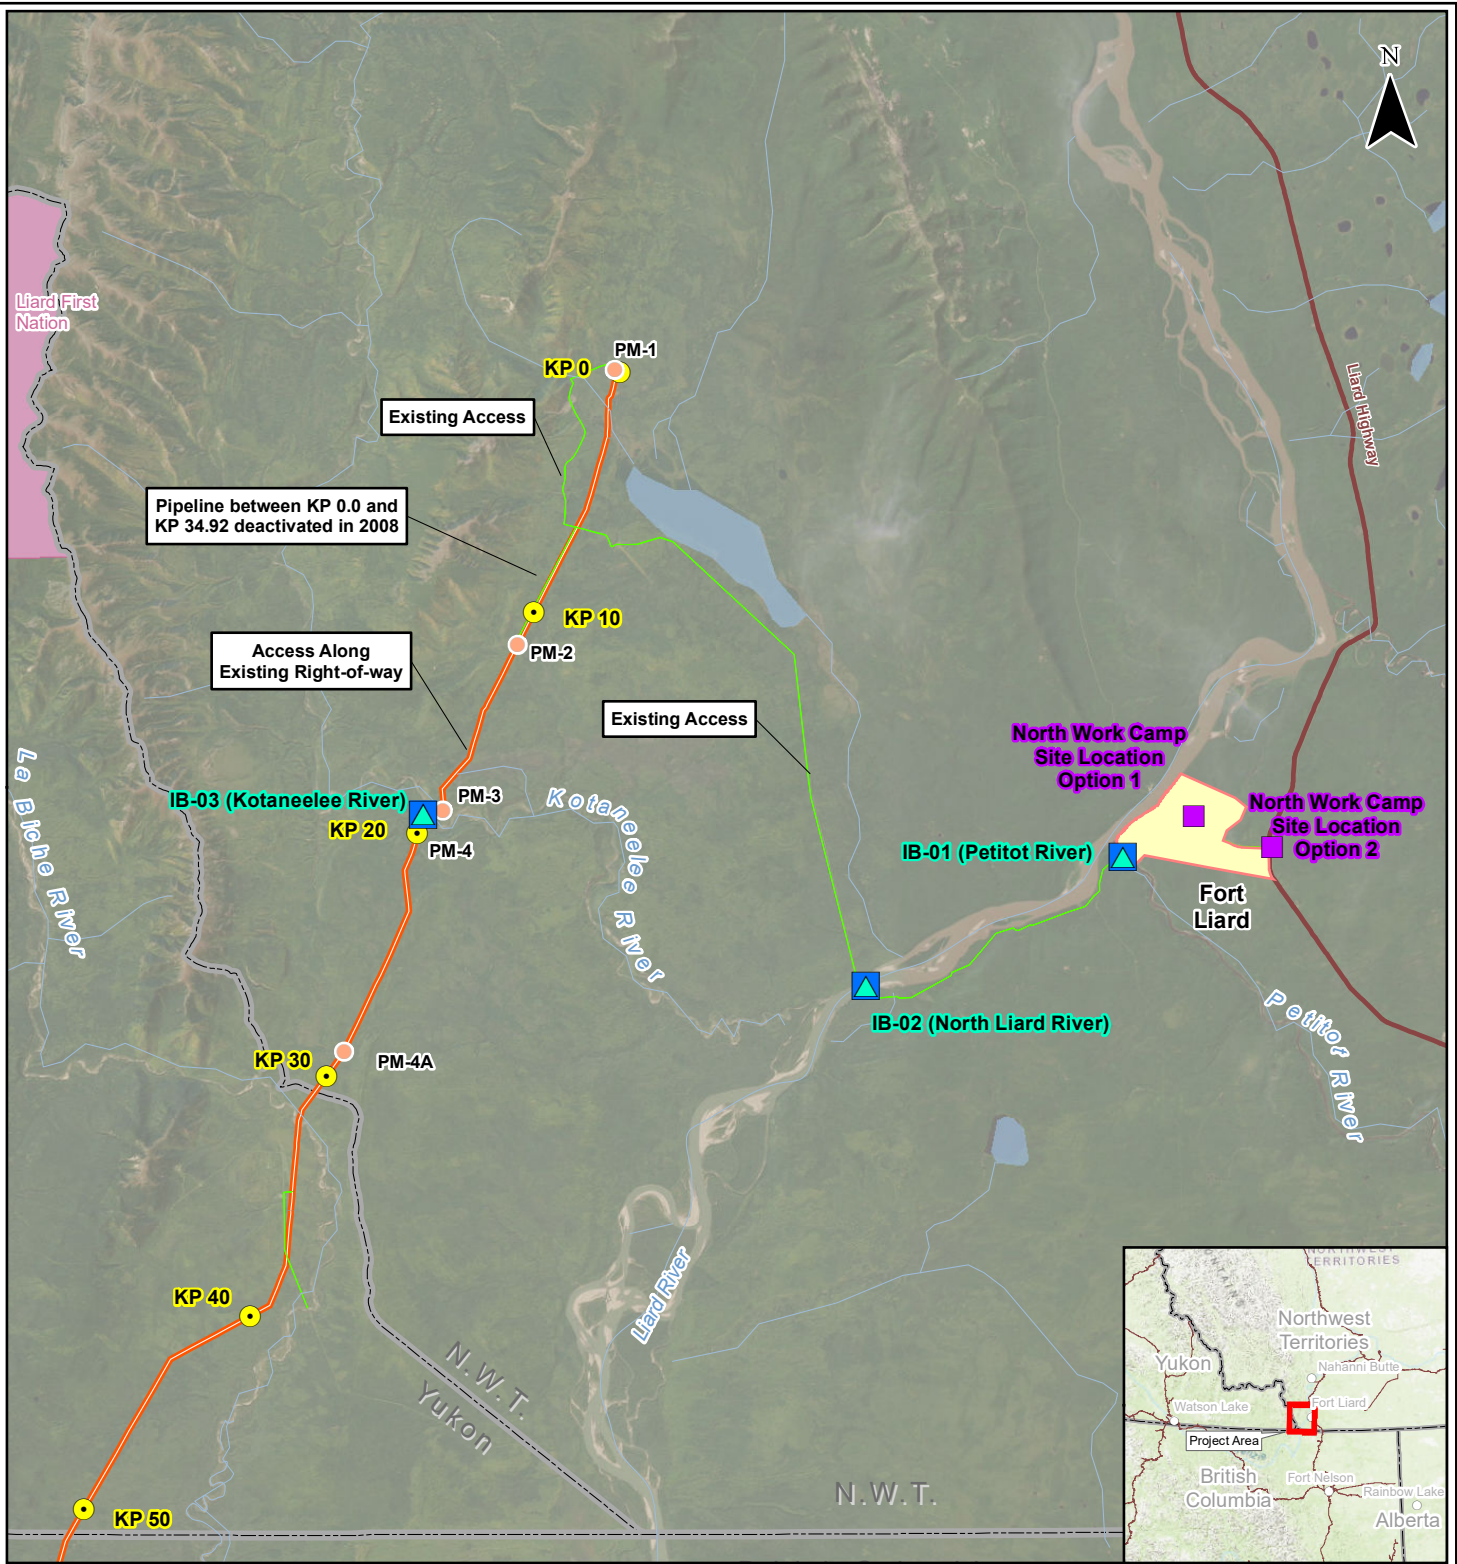 N
Liard First
Nation
PM-1
KP 0
Existing Access
Liard Highway
Pipeline between KP 0.0 and
KP 34.92 deactivated in 2008
KP 10
PM-2
Access Along
Existing Right-of-way
Existing Access
North Work Camp
Site Location
Option 1
La Biche River
IB-03 (Kotaneelee River)
PM-3
Kotaneelee River
North Work Camp
Site Location
Option 2
KP 20
PM-4
IB-01 (Petitot River)
Fort
Liard
IB-02 (North Liard River)
Petitor River
KP 30
PM-4A
Liard River
KP 40
N.W.T.
Yukon
N.W.T.
KP 50
NORTHWEST
TERRITORIES
Northwest
Territories
Yukon
Nahanni Butte
Watson Lake
Fort Liard
Project Area
British
Columbia
Fort Nelson
Rainbow Lake
Alberta